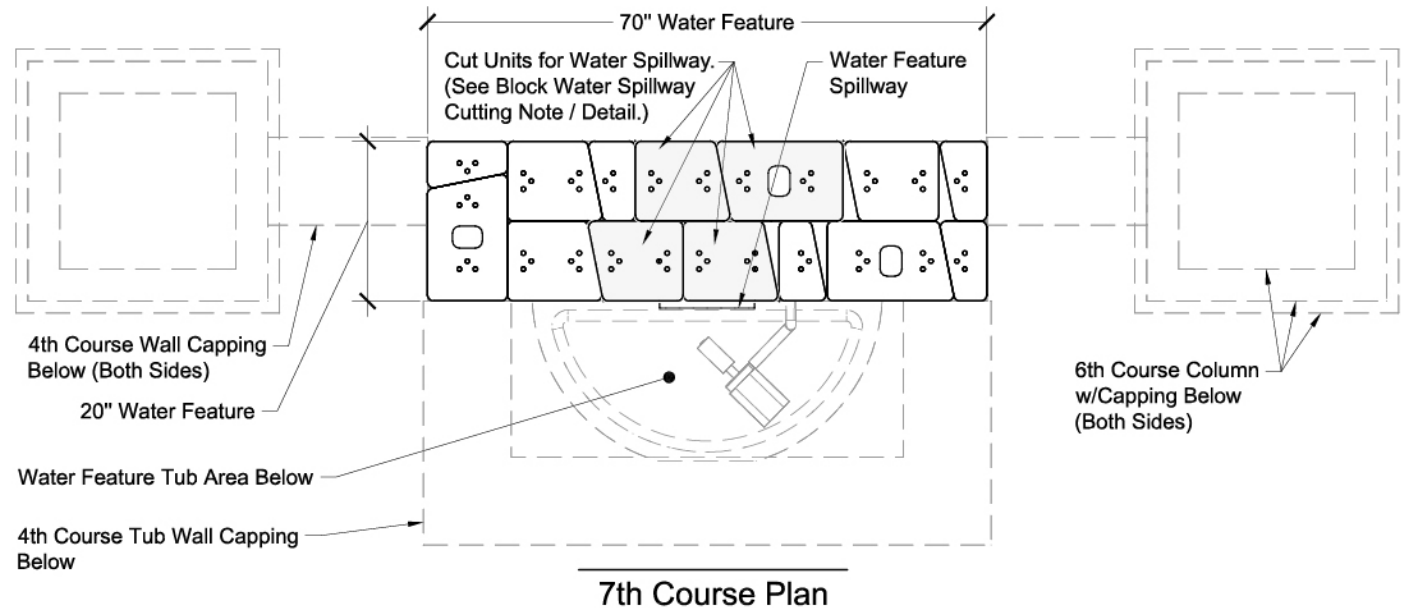 70" Water Feature
Cut Units for Water Spillway.
(See Block Water Spillway
Cutting Note / Detail.)
Water Feature
Spillway
4th Course Wall Capping
Below (Both Sides)
20" Water Feature
Water Feature Tub Area Below
4th Course Tub Wall Capping
Below
6th Course Column
w/Capping Below
(Both Sides)
7th Course Plan